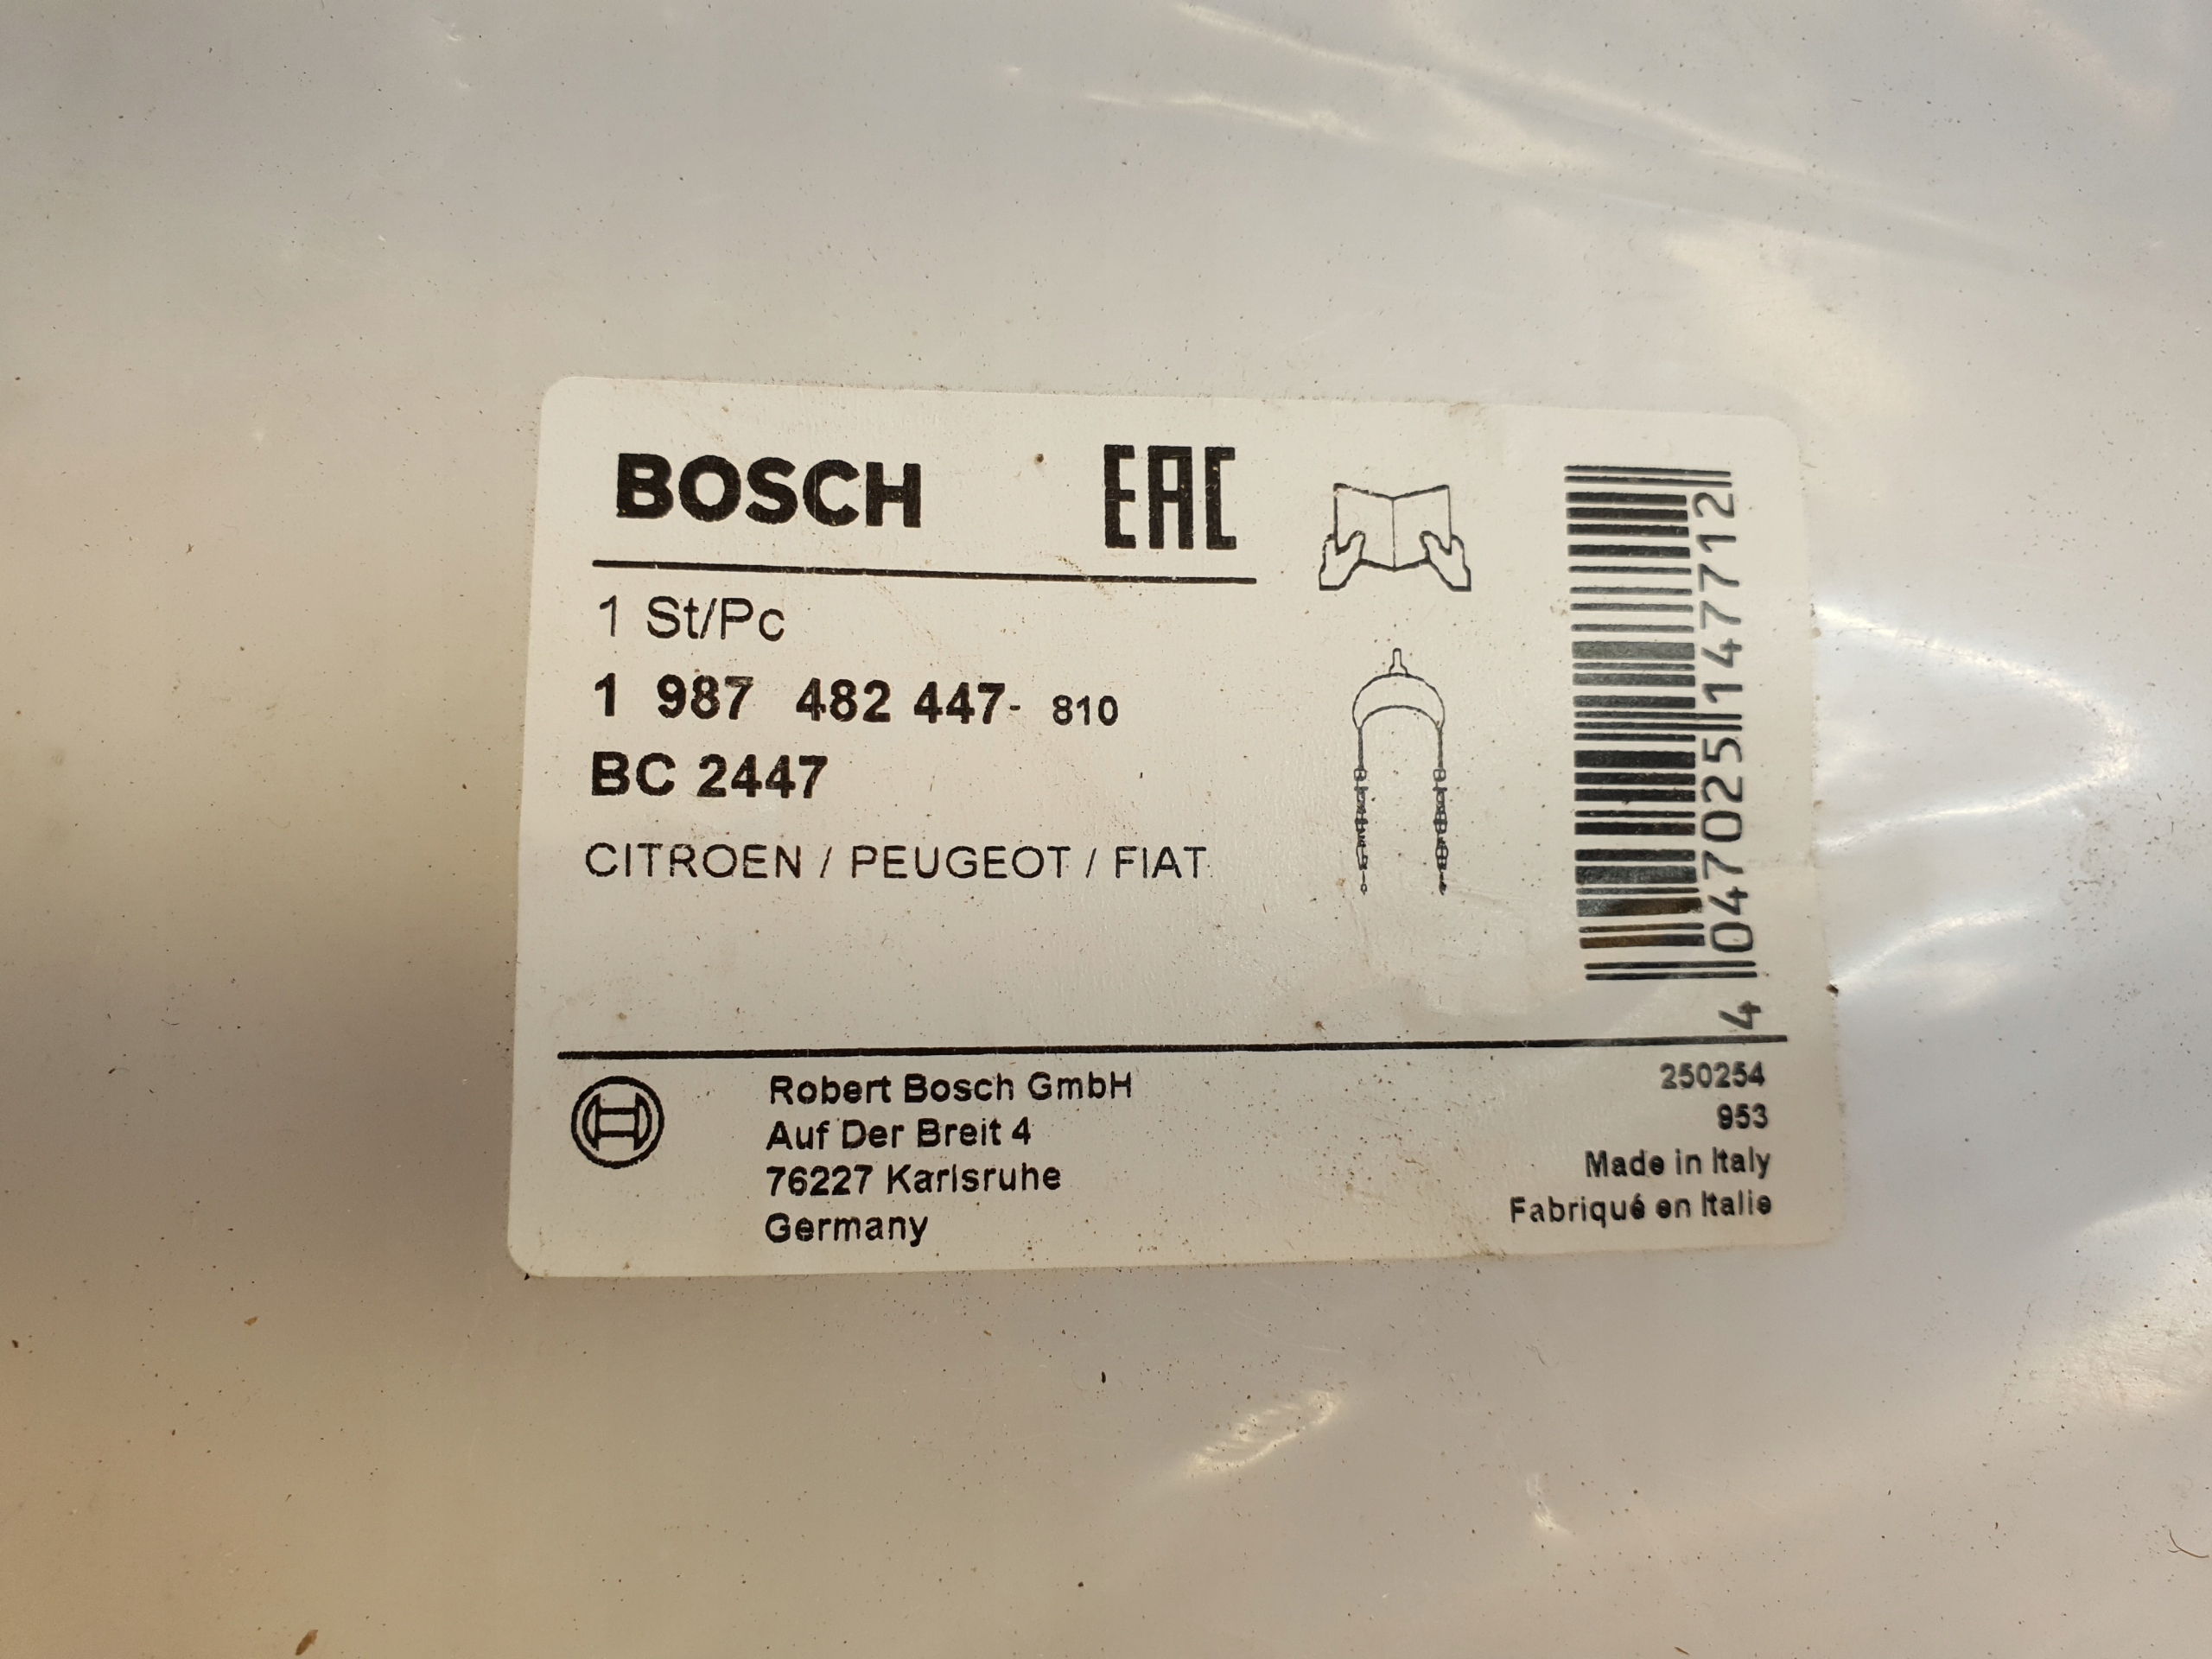 BOSCH EAC
1 St/Pc
1 987 482 447- 810
BC 2447
CITROEN / PEUGEOT / FIAT
4 047025 147712
Robert Bosch GmbH
Auf Der Breit 4
76227 Karlsruhe
Germany
250254
953
Made in Italy
Fabriqué en Italie